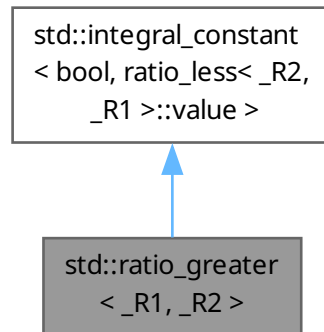 std::integral_constant
< bool, ratio_less< _R2,
_R1 >::value >
std::ratio_greater
< _R1, _R2 >